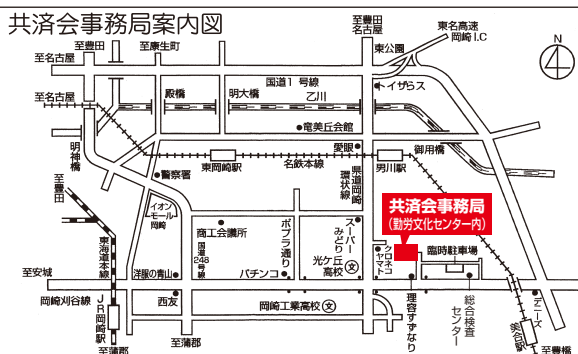 共済会事務局案内図
至豊田
至康生町
至豊田
名古屋
東名高速
岡崎I.C
N
至名古屋
東公園
国道1号線
トイザらス
至名古屋
殿橋
明大橋
乙川
竜美丘会館
明神橋
愛眼
御用橋
東岡崎駅
名鉄本線
男川駅
警察署
県道岡崎
環状線
至豊田
イオン
モール
岡崎
共済会事務局
(勤労文化センター内)
商工会議所
ポプラ通り
スーパー
みどり
光ケ丘
高校
文
クロネコ
ヤマト
臨時駐車場
東海道本線
国道248号線
至安城
洋服の青山
パチンコ
岡崎刈谷線
JR岡崎駅
西友
岡崎工業高校
文
理容すずなり
総合検査
センター
デニーズ
美合駅
至蒲郡
至蒲郡
至豊橋